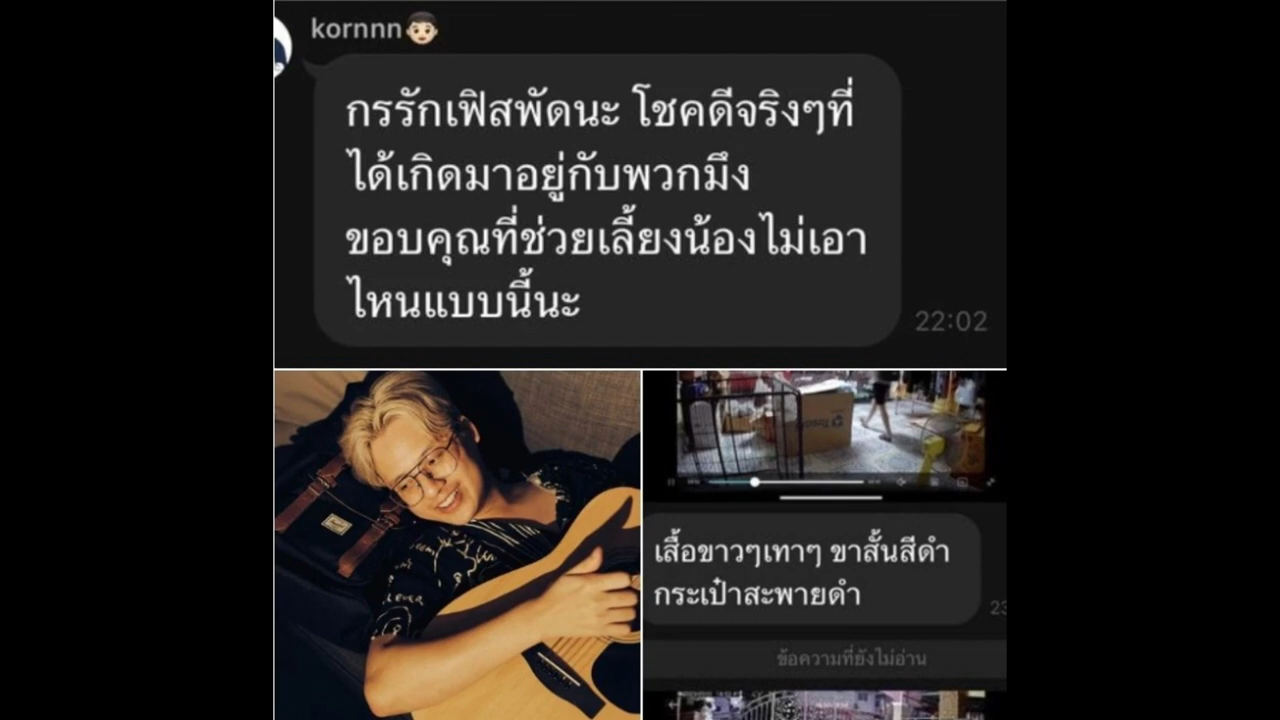 kornnn👦🏻
กรรักเฟิสพัดนะ โชคดีจริงๆที่
ได้เกิดมาอยู่กับพวกมึง
ขอบคุณที่ช่วยเลี้ยงน้องไม่เอา
ไหนแบบนี้นะ
22:02
เสื้อขาวๆเทาๆ ขาสั้นสีดำ
กระเป๋าสะพายดำ
23
ข้อความที่ยังไม่อ่าน